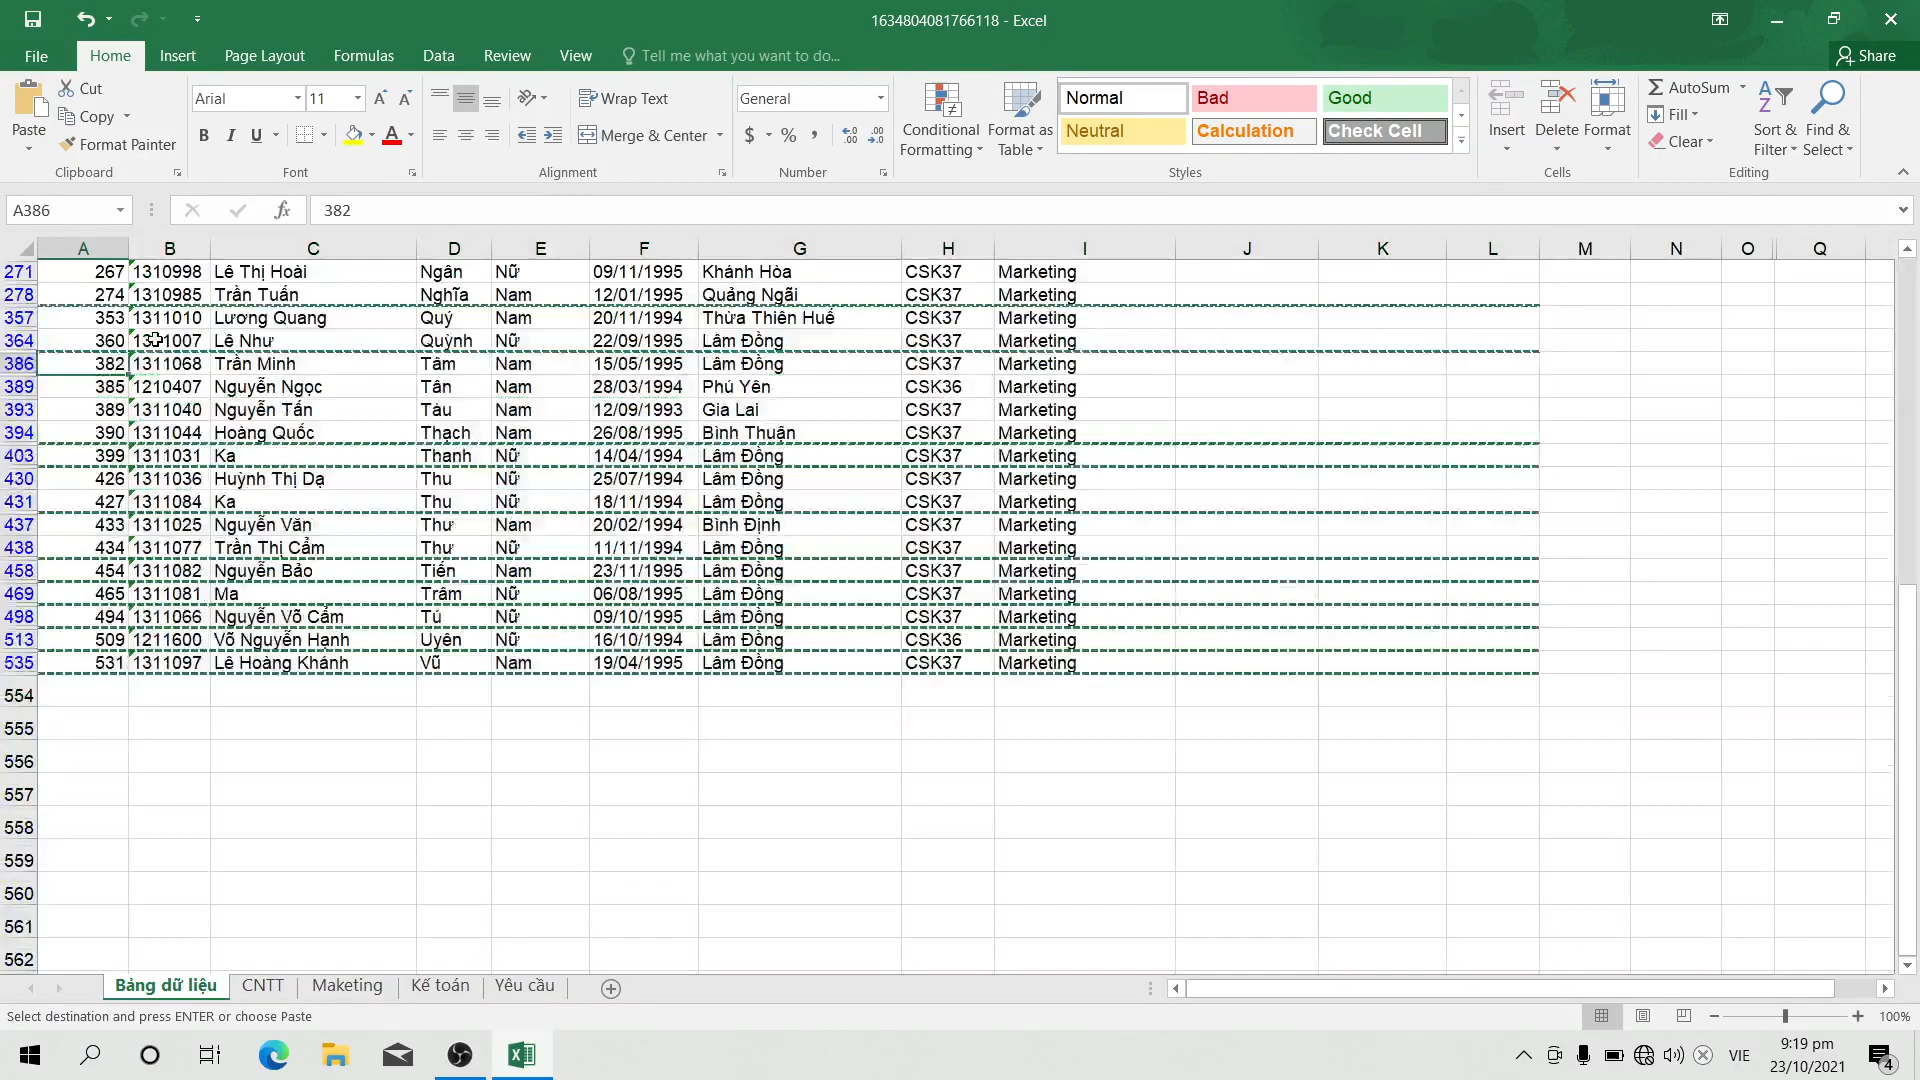 1634804081766118 - Excel
File Home Insert Page Layout Formulas Data Review View Tell me what you want to do... Share
Cut
Copy
Format Painter
Paste
Clipboard
Arial 11
B I U
Font
Wrap Text
Merge & Center
Alignment
General
$ % ,
Number
Conditional Formatting
Format as Table
Normal Bad Good
Neutral Calculation Check Cell
Styles
Insert Delete Format
Cells
AutoSum
Fill
Clear
Sort & Filter
Find & Select
Editing
A386 fx 382
A B C D E F G H I J K L M N O Q
271 267 1310998 Lê Thị Hoài Ngân Nữ 09/11/1995 Khánh Hòa CSK37 Marketing
278 274 1310985 Trần Tuấn Nghĩa Nam 12/01/1995 Quảng Ngãi CSK37 Marketing
357 353 1311010 Lương Quang Quý Nam 20/11/1994 Thừa Thiên Huế CSK37 Marketing
364 360 1311007 Lê Như Quỳnh Nữ 22/09/1995 Lâm Đồng CSK37 Marketing
386 382 1311068 Trần Minh Tâm Nam 15/05/1995 Lâm Đồng CSK37 Marketing
389 385 1210407 Nguyễn Ngọc Tân Nam 28/03/1994 Phú Yên CSK36 Marketing
393 389 1311040 Nguyễn Tấn Tàu Nam 12/09/1993 Gia Lai CSK37 Marketing
394 390 1311044 Hoàng Quốc Thạch Nam 26/08/1995 Bình Thuận CSK37 Marketing
403 399 1311031 Ka Thanh Nữ 14/04/1994 Lâm Đồng CSK37 Marketing
430 426 1311036 Huỳnh Thị Dạ Thu Nữ 25/07/1994 Lâm Đồng CSK37 Marketing
431 427 1311084 Ka Thu Nữ 18/11/1994 Lâm Đồng CSK37 Marketing
437 433 1311025 Nguyễn Văn Thư Nam 20/02/1994 Bình Định CSK37 Marketing
438 434 1311077 Trần Thị Cẩm Thư Nữ 11/11/1994 Lâm Đồng CSK37 Marketing
458 454 1311082 Nguyễn Bảo Tiến Nam 23/11/1995 Lâm Đồng CSK37 Marketing
469 465 1311081 Ma Trâm Nữ 06/08/1995 Lâm Đồng CSK37 Marketing
498 494 1311066 Nguyễn Võ Cẩm Tú Nữ 09/10/1995 Lâm Đồng CSK37 Marketing
513 509 1211600 Võ Nguyễn Hạnh Uyên Nữ 16/10/1994 Lâm Đồng CSK36 Marketing
535 531 1311097 Lê Hoàng Khánh Vũ Nam 19/04/1995 Lâm Đồng CSK37 Marketing
554
555
556
557
558
559
560
561
562
Bảng dữ liệu CNTT Maketing Kế toán Yêu cầu
Select destination and press ENTER or choose Paste 100%
VIE
9:19 pm
23/10/2021
4